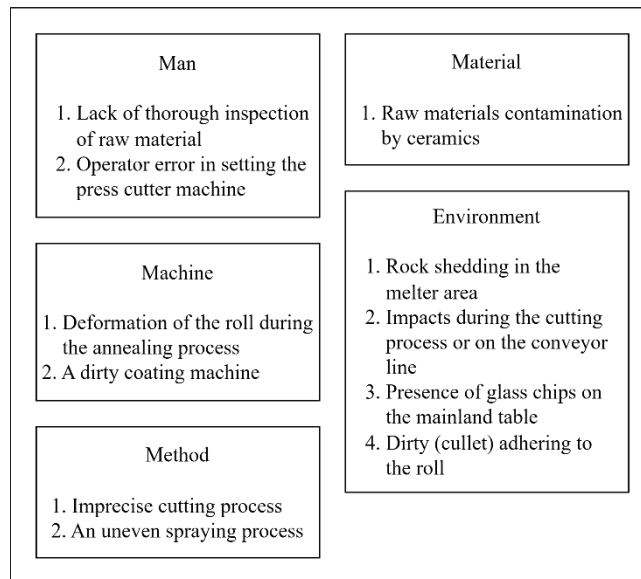 Man
1. Lack of thorough inspection
of raw material
2. Operator error in setting the
press cutter machine
Machine
1. Deformation of the roll during
the annealing process
2. A dirty coating machine
Method
1. Imprecise cutting process
2. An uneven spraying process
Material
1. Raw materials contamination
by ceramics
Environment
1. Rock shedding in the
melter area
2. Impacts during the cutting
process or on the conveyor
line
3. Presence of glass chips on
the mainland table
4. Dirty (cullet) adhering to
the roll